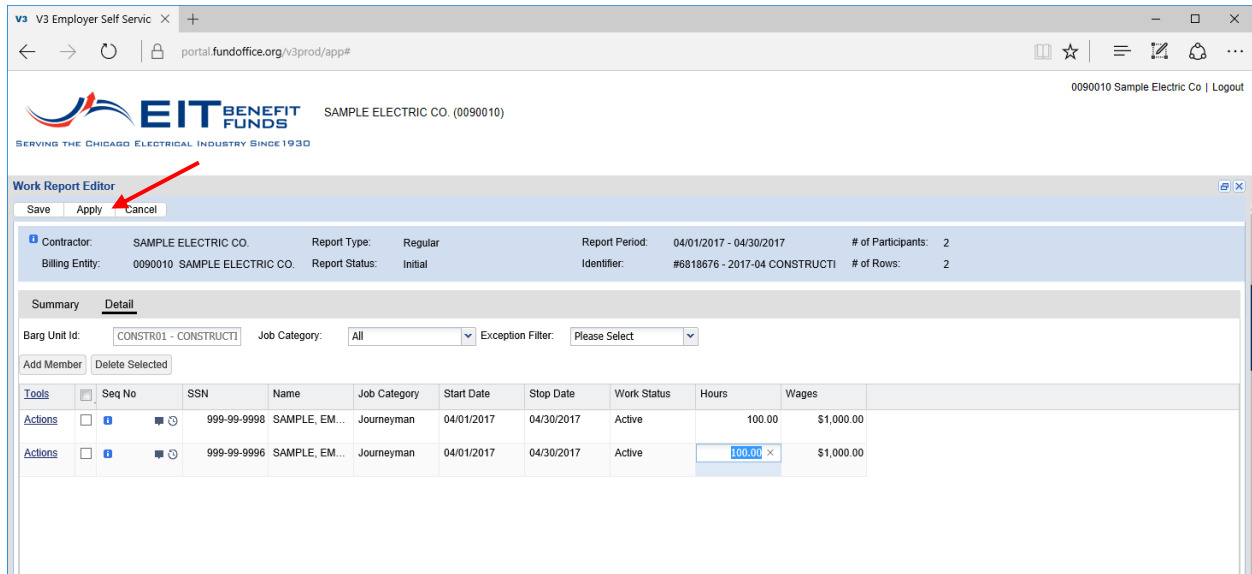 V3 V3 Employer Self Servic
portal.fundoffice.org/v3prod/app#
0090010 Sample Electric Co | Logout
EIT BENEFIT FUNDS
SAMPLE ELECTRIC CO. (0090010)
SERVING THE CHICAGO ELECTRICAL INDUSTRY SINCE 1930
Work Report Editor
Save Apply Cancel
Contractor: SAMPLE ELECTRIC CO. Report Type: Regular Report Period: 04/01/2017 - 04/30/2017 # of Participants: 2
Billing Entity: 0090010 SAMPLE ELECTRIC CO. Report Status: Initial Identifier: #6818676 - 2017-04 CONSTRUCTI # of Rows: 2
Summary Detail
Barg Unit Id: CONSTR01 - CONSTRUCTI Job Category: All Exception Filter: Please Select
Add Member Delete Selected
Tools Seq No SSN Name Job Category Start Date Stop Date Work Status Hours Wages
Actions 999-99-9998 SAMPLE, EM... Journeyman 04/01/2017 04/30/2017 Active 100.00 $1,000.00
Actions 999-99-9996 SAMPLE, EM... Journeyman 04/01/2017 04/30/2017 Active 100.00 $1,000.00